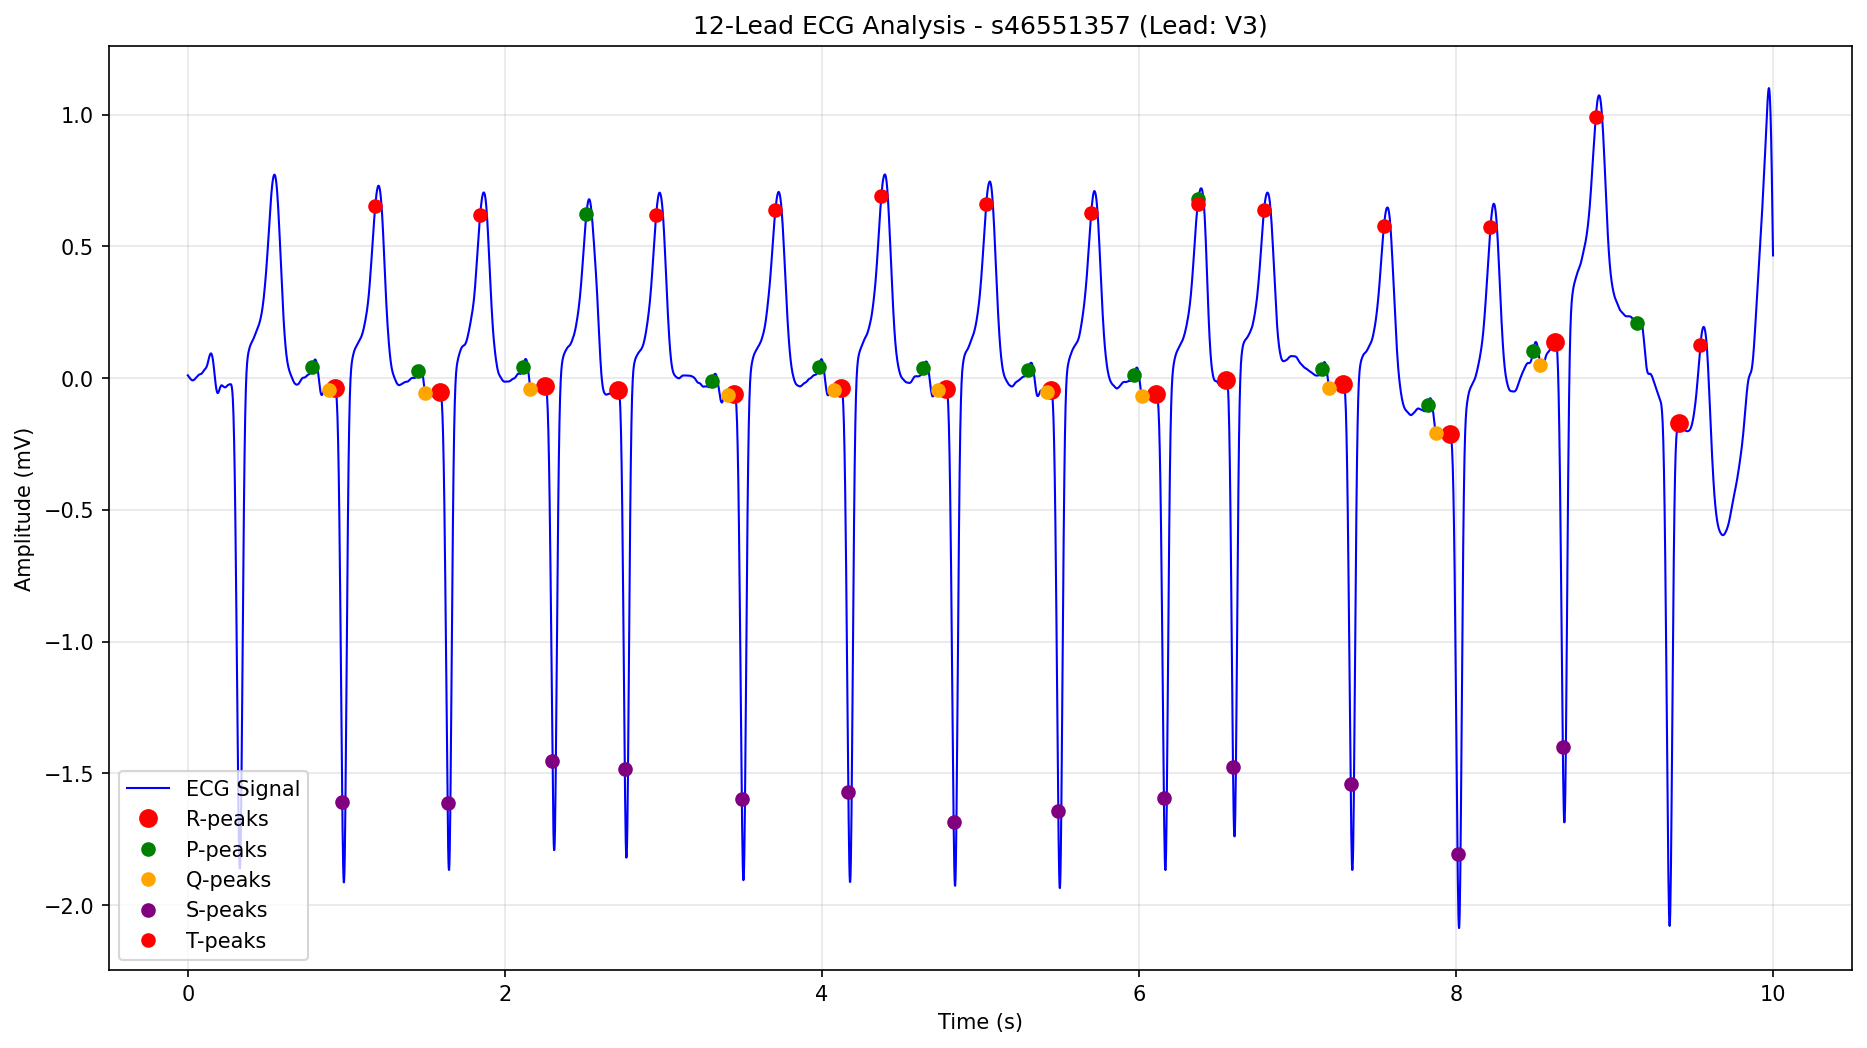 12-Lead ECG Analysis - s46551357 (Lead: V3)
Amplitude (mV)
1.0
0.5
0.0
−0.5
−1.0
−1.5
−2.0
ECG Signal
R-peaks
P-peaks
Q-peaks
S-peaks
T-peaks
0 2 4 6 8 10
Time (s)